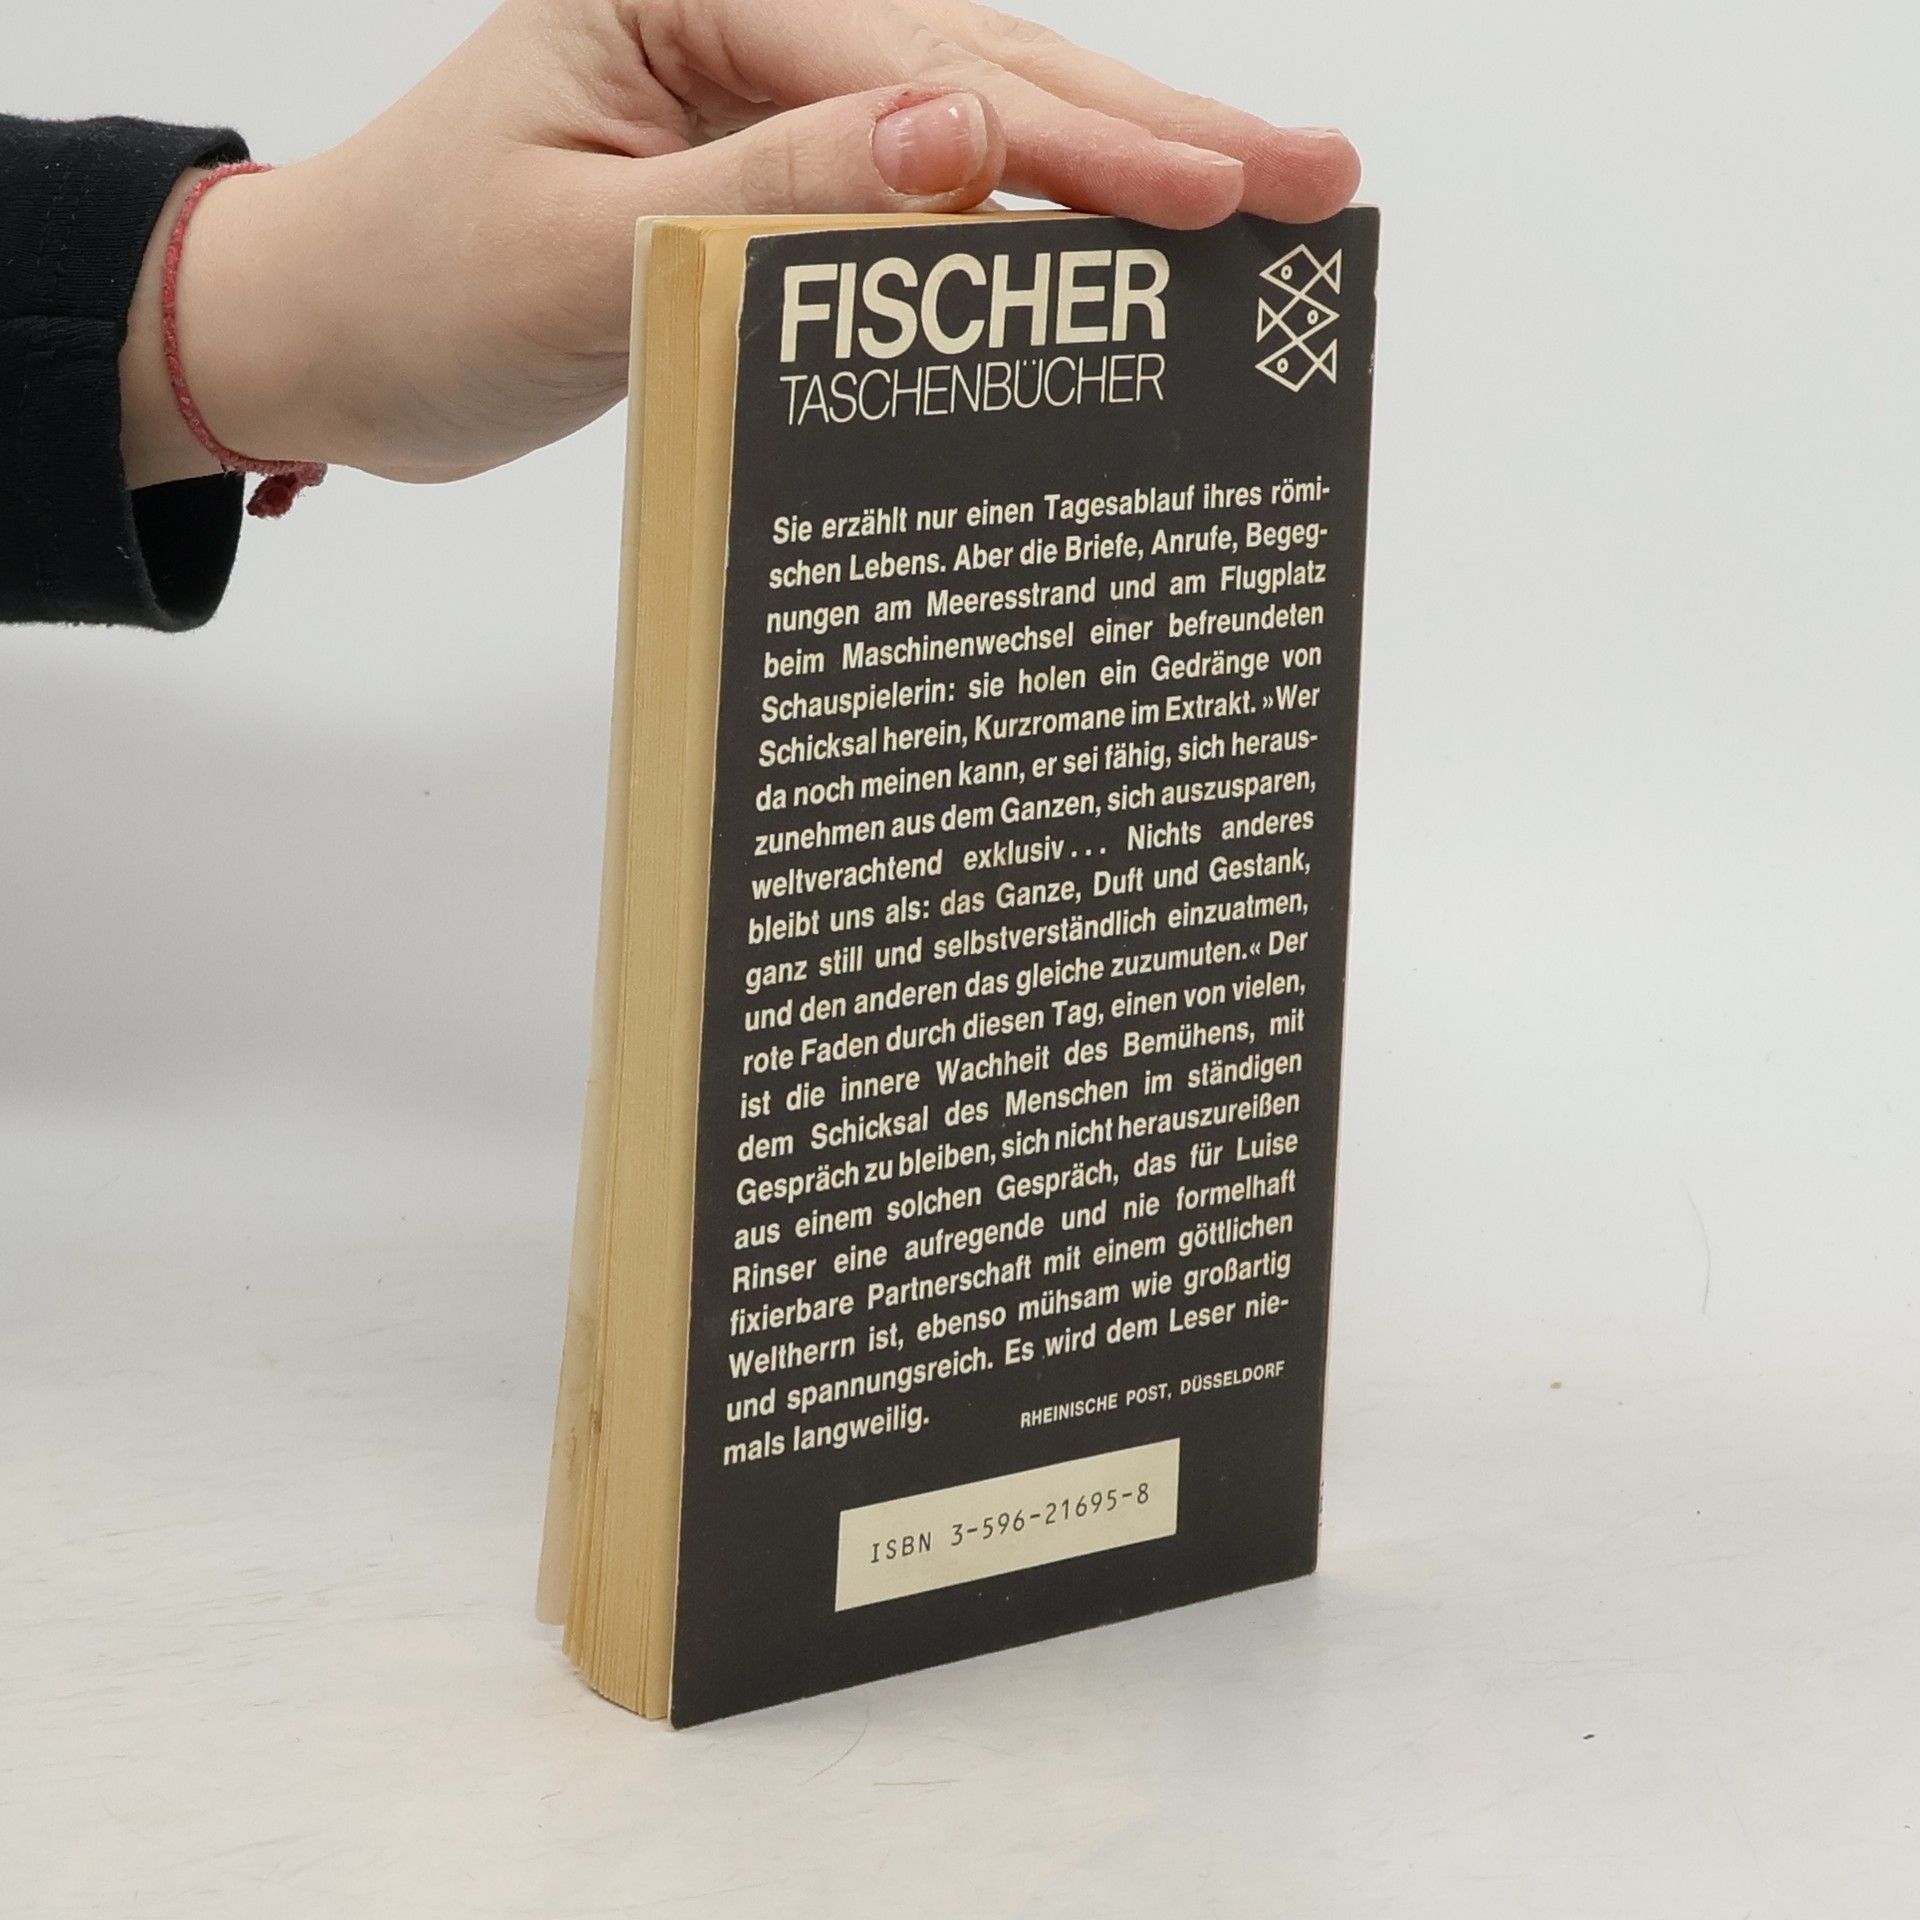 FISCHER
TASCHENBÜCHER
Sie erzählt nur einen Tagesablauf ihres römi-
schen Lebens. Aber die Briefe, Anrufe, Begeg-
nungen am Meeresstrand und am Flugplatz
beim Maschinenwechsel einer befreundeten
Schauspielerin: sie holen ein Gedränge von
Schicksal herein, Kurzromane im Extrakt. »Wer
da noch meinen kann, er sei fähig, sich heraus-
zunehmen aus dem Ganzen, sich auszusparen,
weltverachtend exklusiv... Nichts anderes
bleibt uns als: das Ganze, Duft und Gestank,
ganz still und selbstverständlich einzuatmen,
und den anderen das gleiche zuzumuten.« Der
rote Faden durch diesen Tag, einen von vielen,
ist die innere Wachheit des Bemühens, mit
dem Schicksal des Menschen im ständigen
Gespräch zu bleiben, sich nicht herauszureißen
aus einem solchen Gespräch, das für Luise
Rinser eine aufregende und nie formelhaft
fixierbare Partnerschaft mit einem göttlichen
Weltherrn ist, ebenso mühsam wie großartig
und spannungsreich. Es wird dem Leser nie-
mals langweilig.
RHEINISCHE POST, DÜSSELDORF
ISBN 3-596-21695-8